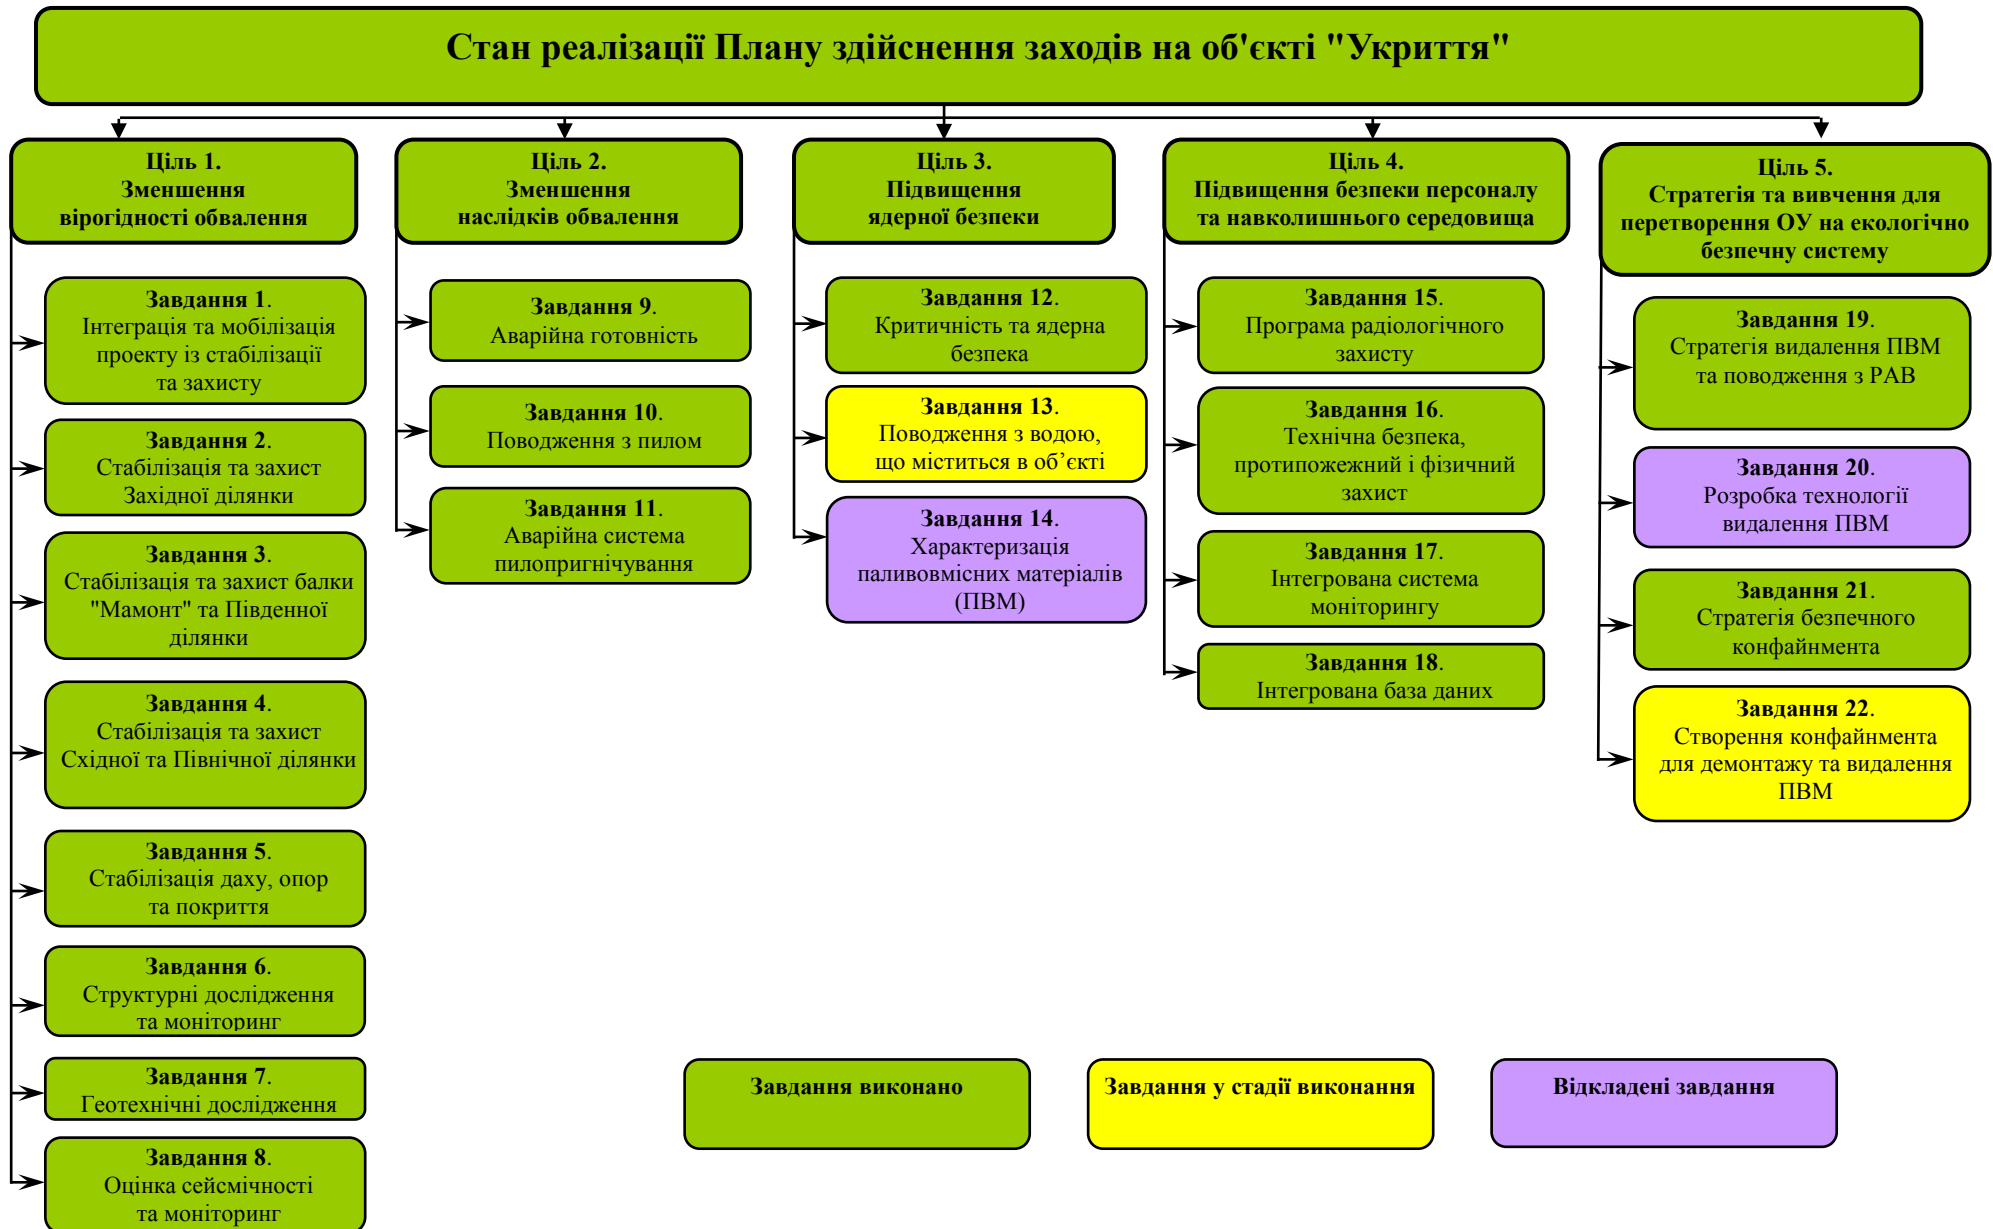 Стан реалізації Плану здійснення заходів на об'єкті "Укриття"
Ціль 1.
Зменшення
вірогідності обвалення
Завдання 1.
Інтеграція та мобілізація
проекту із стабілізації
та захисту
Завдання 2.
Стабілізація та захист
Західної ділянки
Завдання 3.
Стабілізація та захист балки
"Мамонт" та Південної
ділянки
Завдання 4.
Стабілізація та захист
Східної та Північної ділянки
Завдання 5.
Стабілізація даху, опор
та покриття
Завдання 6.
Структурні дослідження
та моніторинг
Завдання 7.
Геотехнічні дослідження
Завдання 8.
Оцінка сейсмічності
та моніторинг
Ціль 2.
Зменшення
наслідків обвалення
Завдання 9.
Аварійна готовність
Завдання 10.
Поводження з пилом
Завдання 11.
Аварійна система
пилопригнічування
Ціль 3.
Підвищення
ядерної безпеки
Завдання 12.
Критичність та ядерна
безпека
Завдання 13.
Поводження з водою,
що міститься в об’єкті
Завдання 14.
Характеризація
паливовмісних матеріалів
(ПВМ)
Ціль 4.
Підвищення безпеки персоналу
та навколишнього середовища
Завдання 15.
Програма радіологічного
захисту
Завдання 16.
Технічна безпека,
протипожежний і фізичний
захист
Завдання 17.
Інтегрована система
моніторингу
Завдання 18.
Інтегрована база даних
Ціль 5.
Стратегія та вивчення для
перетворення ОУ на екологічно
безпечну систему
Завдання 19.
Стратегія видалення ПВМ
та поводження з РАВ
Завдання 20.
Розробка технології
видалення ПВМ
Завдання 21.
Стратегія безпечного
конфайнмента
Завдання 22.
Створення конфайнмента
для демонтажу та видалення
ПВМ
Завдання виконано
Завдання у стадії виконання
Відкладені завдання